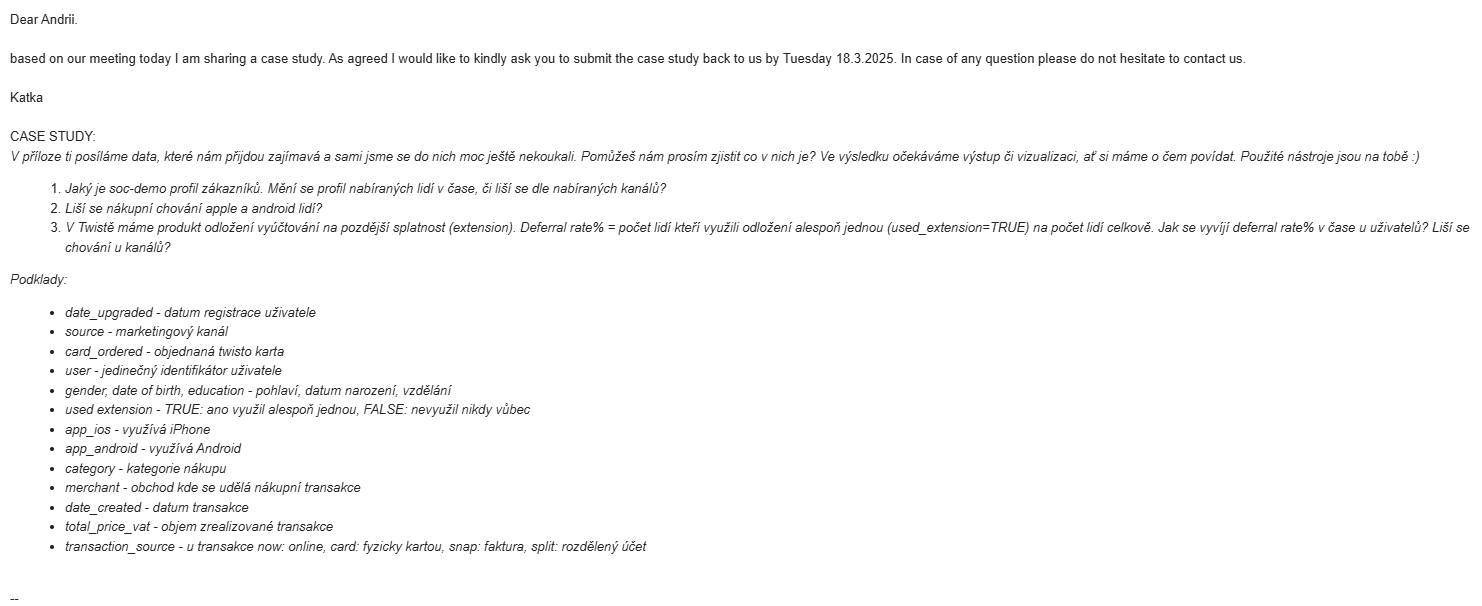 Dear Andrii.
based on our meeting today I am sharing a case study. As agreed I would like to kindly ask you to submit the case study back to us by Tuesday 18.3.2025. In case of any question please do not hesitate to contact us.
Katka
CASE STUDY:
V příloze ti posíláme data, které nám přijdou zajímavá a sami jsme se do nich moc ještě nekoukali. Pomůžeš nám prosím zjistit co v nich je? Ve výsledku očekáváme výstup či vizualizaci, ať si máme o čem povídat. Použité nástroje jsou na tobě :)
1. Jaký je soc-demo profil zákazníků. Mění se profil nabíraných lidí v čase, či liší se dle nabíraných kanálů?
2. Liší se nákupní chování apple a android lidí?
3. V Twistě máme produkt odložení vyúčtování na pozdější splatnost (extension). Deferral rate% = počet lidí kteří využili odložení alespoň jednou (used_extension=TRUE) na počet lidí celkově. Jak se vyvíjí deferral rate% v čase u uživatelů? Liší se
chování u kanálů?
Podklady:
• date_upgraded - datum registrace uživatele
• source - marketingový kanál
• card_ordered - objednaná twisto karta
• user - jedinečný identifikátor uživatele
• gender, date of birth, education - pohlaví, datum narození, vzdělání
• used extension - TRUE: ano využil alespoň jednou, FALSE: nevyužil nikdy vůbec
• app_ios - využívá iPhone
• app_android - využívá Android
• category - kategorie nákupu
• merchant - obchod kde se udělá nákupní transakce
• date_created - datum transakce
• total_price_vat - objem zrealizované transakce
• transaction_source - u transakce now: online, card: fyzicky kartou, snap: faktura, split: rozdělený účet
--